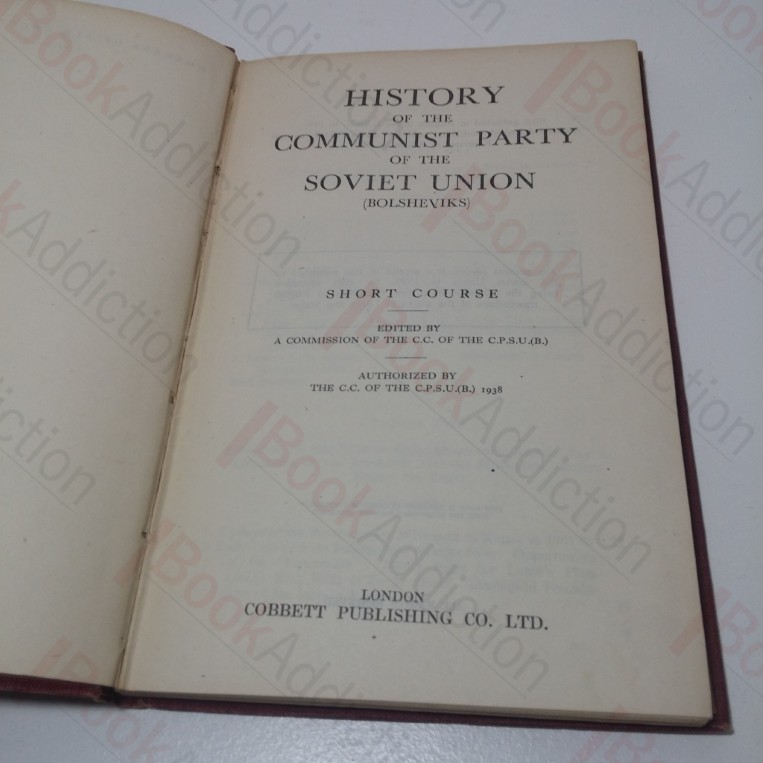 HISTORY
OF THE
COMMUNIST PARTY
OF THE
SOVIET UNION
(BOLSHEVIKS)
SHORT COURSE
EDITED BY
A COMMISSION OF THE C.C. OF THE C.P.S.U.(B.)
AUTHORIZED BY
THE C.C. OF THE C.P.S.U.(B.) 1938
LONDON
COBBETT PUBLISHING CO. LTD.
BookAddiction